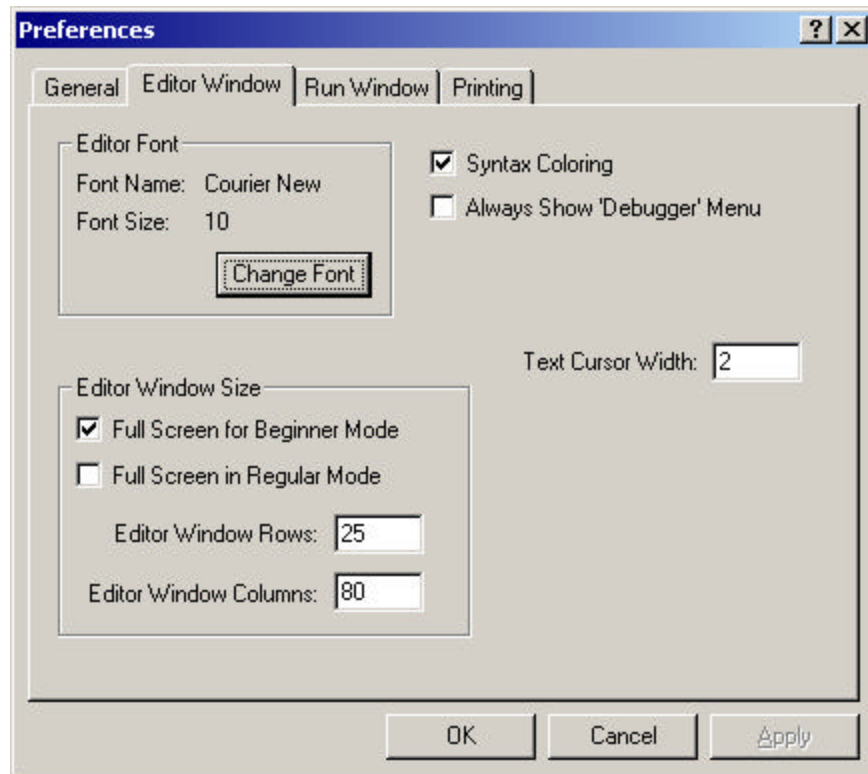 Preferences
General Editor Window Run Window Printing
Editor Font
Font Name: Courier New
Font Size: 10
Change Font
Syntax Coloring
Always Show 'Debugger' Menu
Text Cursor Width: 2
Editor Window Size
Full Screen for Beginner Mode
Full Screen in Regular Mode
Editor Window Rows: 25
Editor Window Columns: 80
OK Cancel Apply